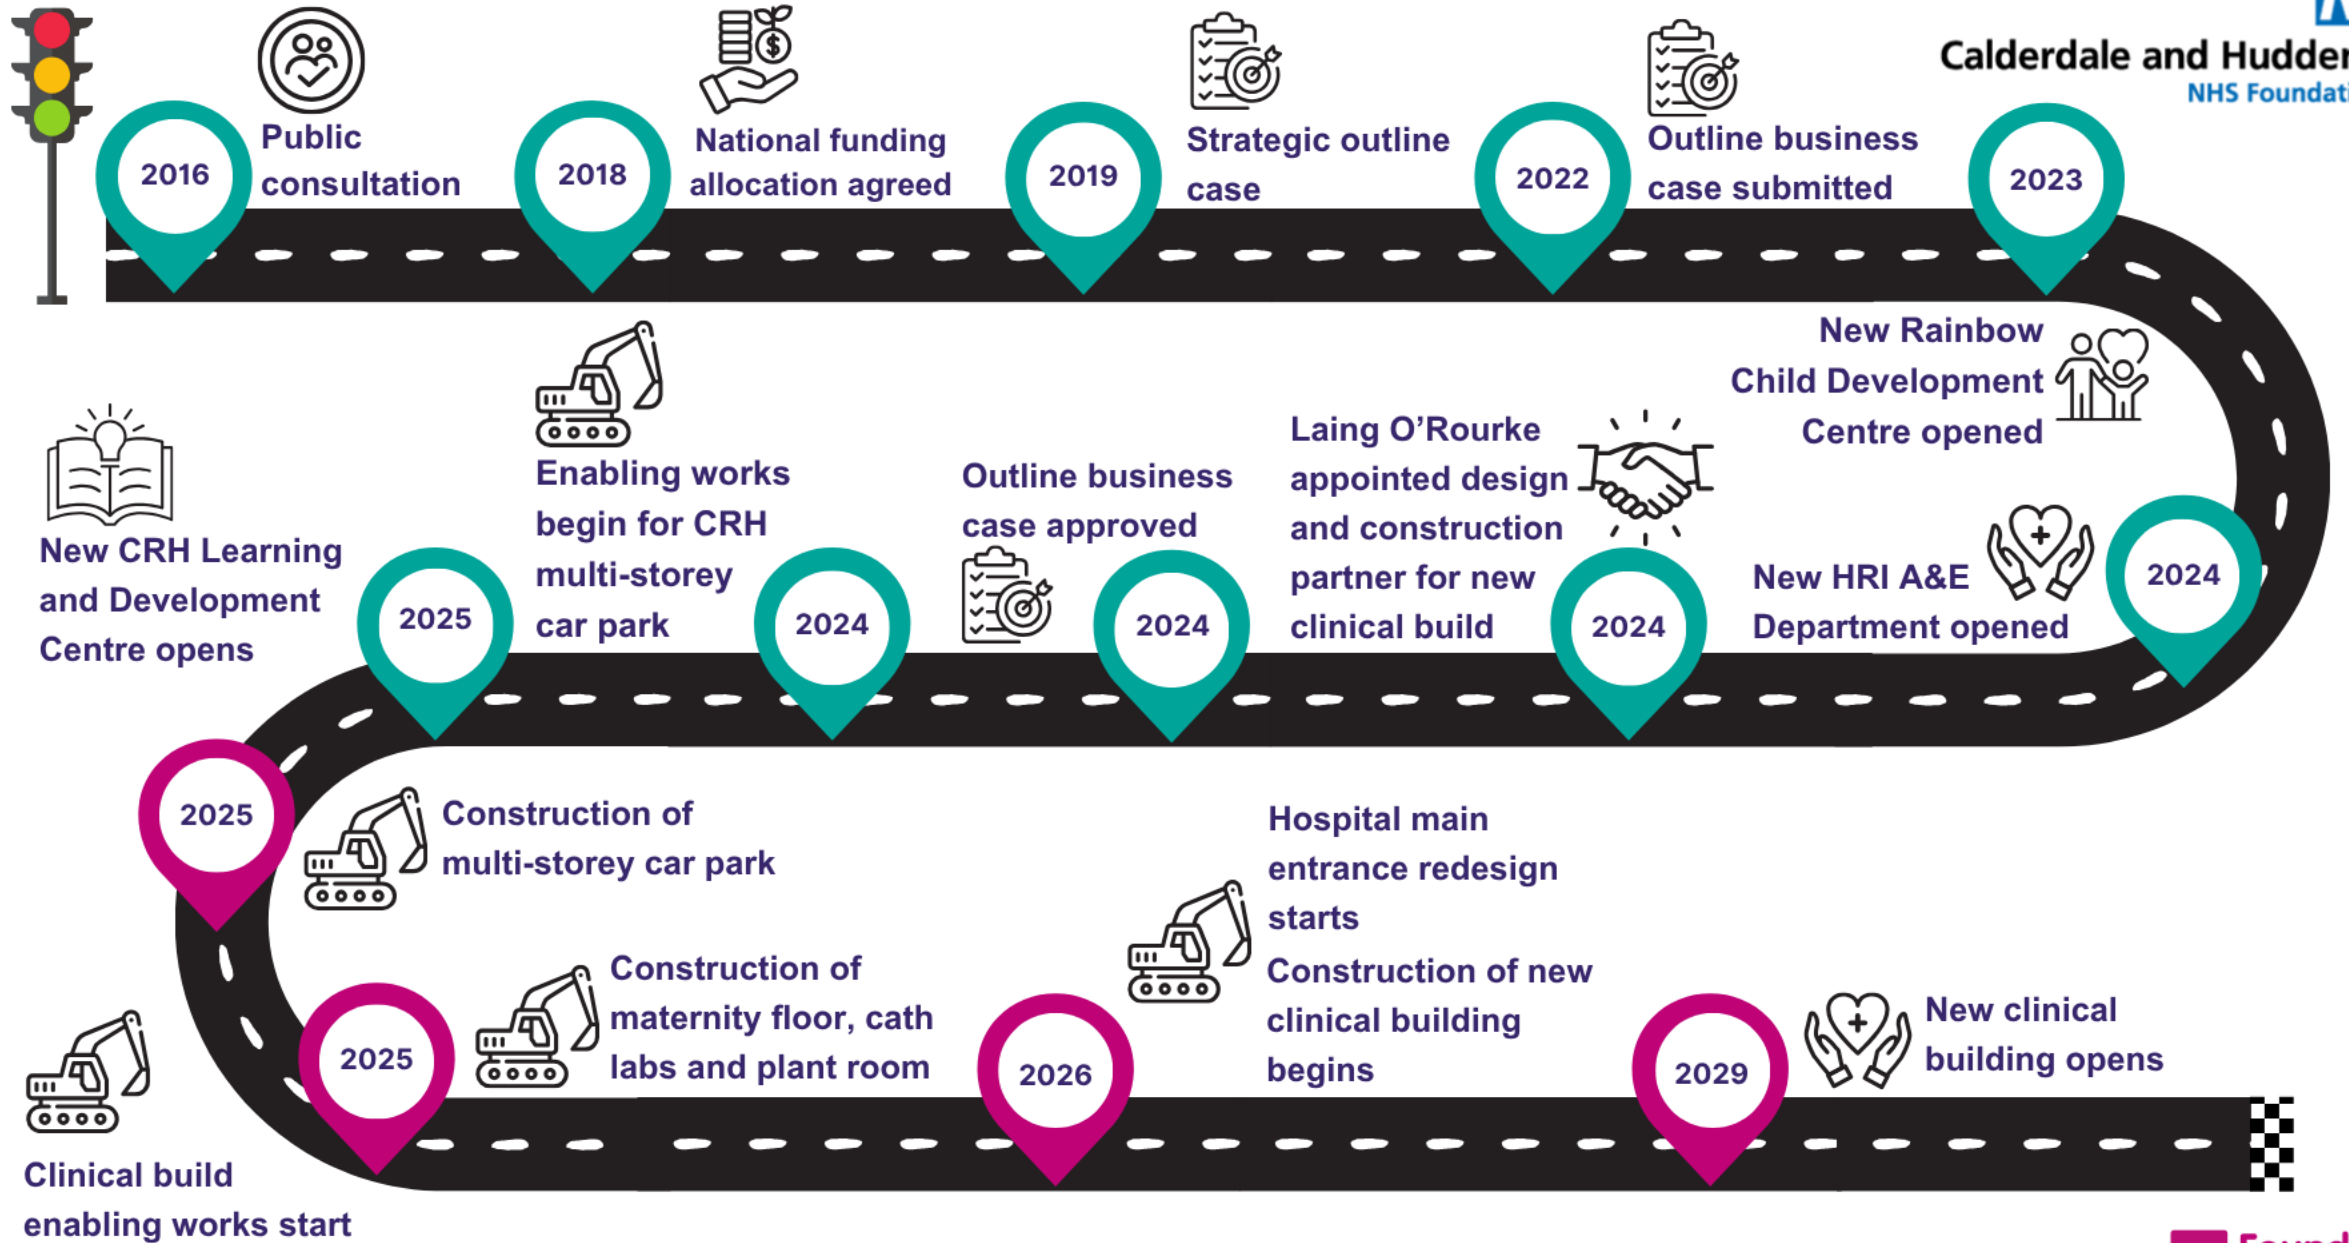 Calderdale and Hudder
NHS Foundati
2016
Public
consultation
2018
National funding
allocation agreed
2019
Strategic outline
case
2022
Outline business
case submitted
2023
New Rainbow
Child Development
Centre opened
2024
New HRI A&E
Department opened
2024
Laing O'Rourke
appointed design
and construction
partner for new
clinical build
2024
Outline business
case approved
2024
Enabling works
begin for CRH
multi-storey
car park
2025
New CRH Learning
and Development
Centre opens
2025
Construction of
multi-storey car park
Clinical build
enabling works start
2025
Construction of
maternity floor, cath
labs and plant room
2026
Hospital main
entrance redesign
starts
Construction of new
clinical building
begins
2029
New clinical
building opens